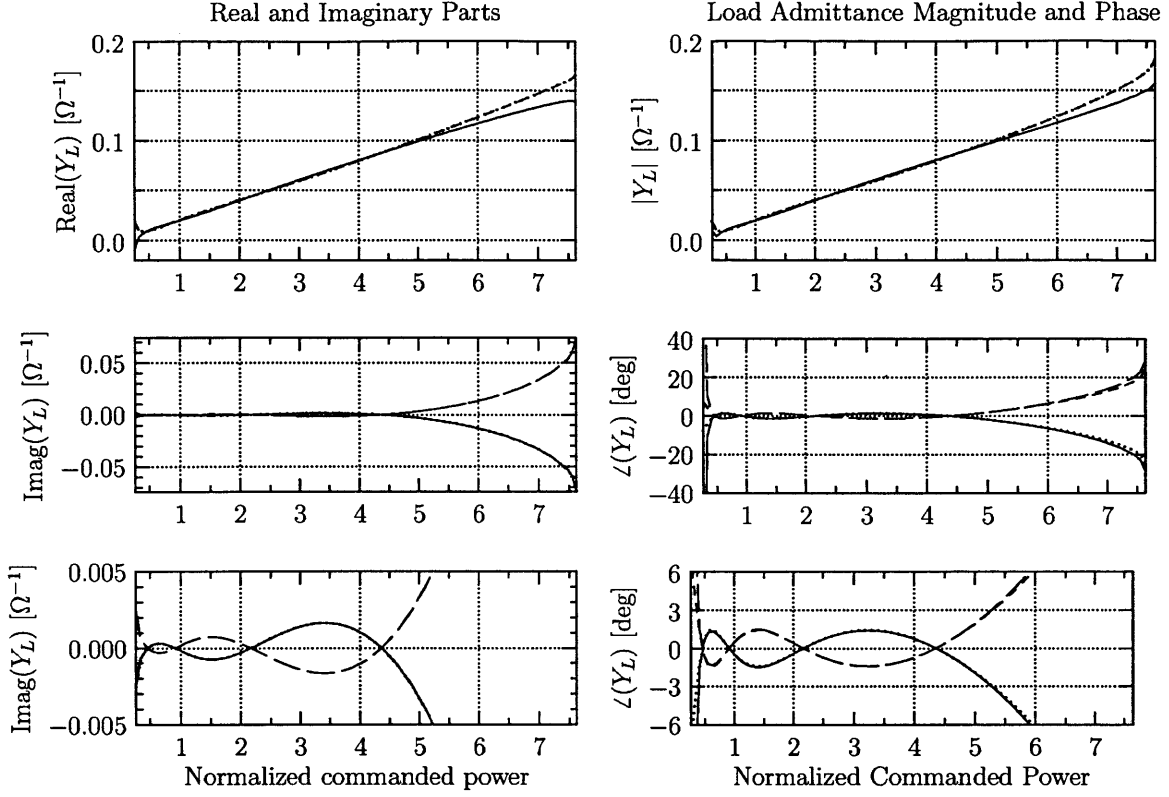 Real and Imaginary Parts
Load Admittance Magnitude and Phase
Real(Y_L) [Ω⁻¹]
0.2
0.1
0.0
1 2 3 4 5 6 7
|Y_L| [Ω⁻¹]
0.2
0.1
0.0
1 2 3 4 5 6 7
Imag(Y_L) [Ω⁻¹]
0.05
0.00
−0.05
1 2 3 4 5 6 7
∠(Y_L) [deg]
40
20
0
−20
−40
1 2 3 4 5 6 7
Imag(Y_L) [Ω⁻¹]
0.005
0.000
−0.005
1 2 3 4 5 6 7
Normalized commanded power
∠(Y_L) [deg]
6
3
0
−3
−6
1 2 3 4 5 6 7
Normalized Commanded Power